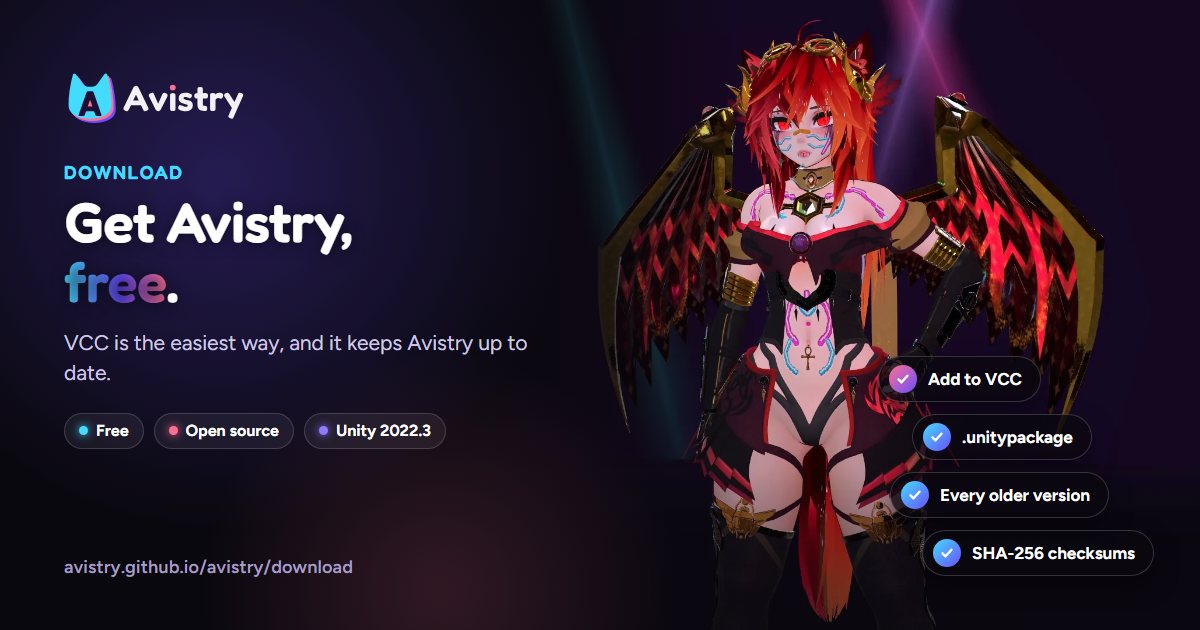 Avistry
DOWNLOAD
Get Avistry,
free.
VCC is the easiest way, and it keeps Avistry up to
date.
Free
Open source
Unity 2022.3
Add to VCC
.unitypackage
Every older version
SHA-256 checksums
avistry.github.io/avistry/download